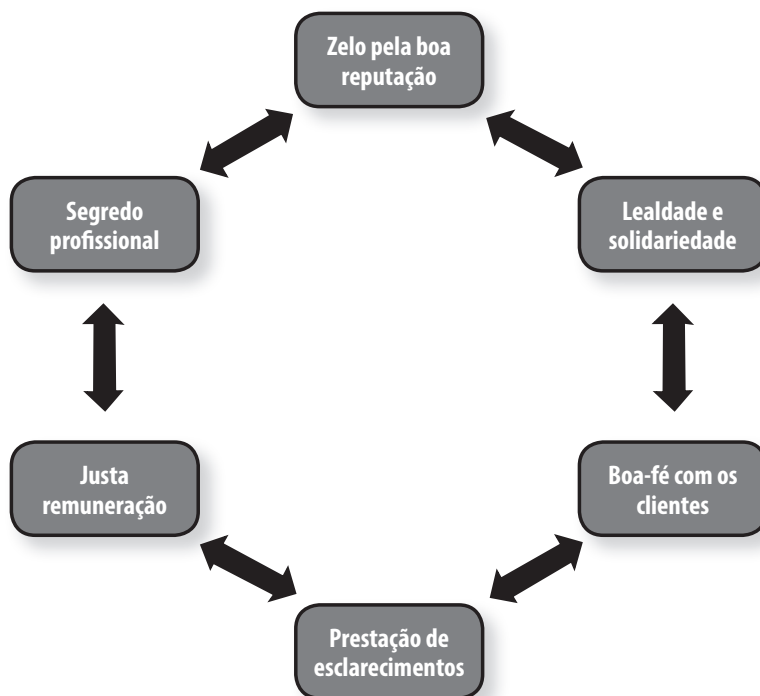 Zelo pela boa
reputação
Lealdade e
solidariedade
Boa-fé com os
clientes
Prestação de
esclarecimentos
Justa
remuneração
Segredo
profissional